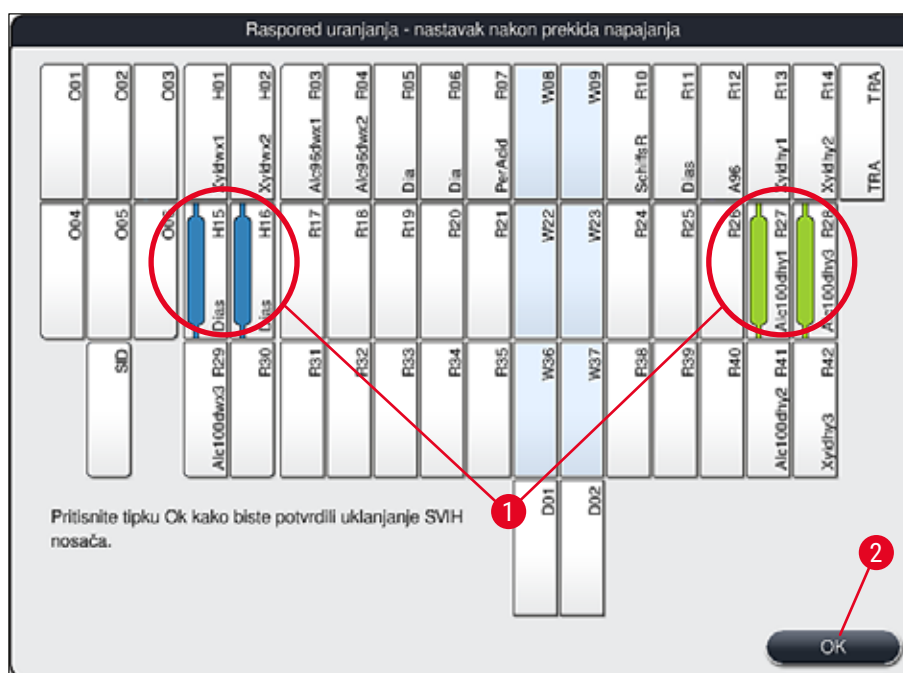 Raspored uranjanja - nastavak nakon prekida napajanja
O01
O02
O03
Xyldwx1 H01
Xyldwx2 H02
Alc96dwx1 R03
Alc96dwx2 R04
Dia R05
Dia R06
PerAcid R07
W08
W09
SchiffsR R10
Dias R11
A96 R12
Xyldhy1 R13
Xyldhy2 R14
TRA TRA
O04
O05
O06
Dias H15
Dias H16
R17
R18
R19
R20
R21
W22
W23
R24
R25
R26
Alc100dhy1 R27
Alc100dhy3 R28
SID
Alc100dwx3 R29
R30
R31
R32
R33
R34
R35
W36
W37
R38
R39
R40
Alc100dhy2 R41
Xyldhy3 R42
D01
D02
Pritisnite tipku Ok kako biste potvrdili uklanjanje SVIH
nosača.
1
2
OK